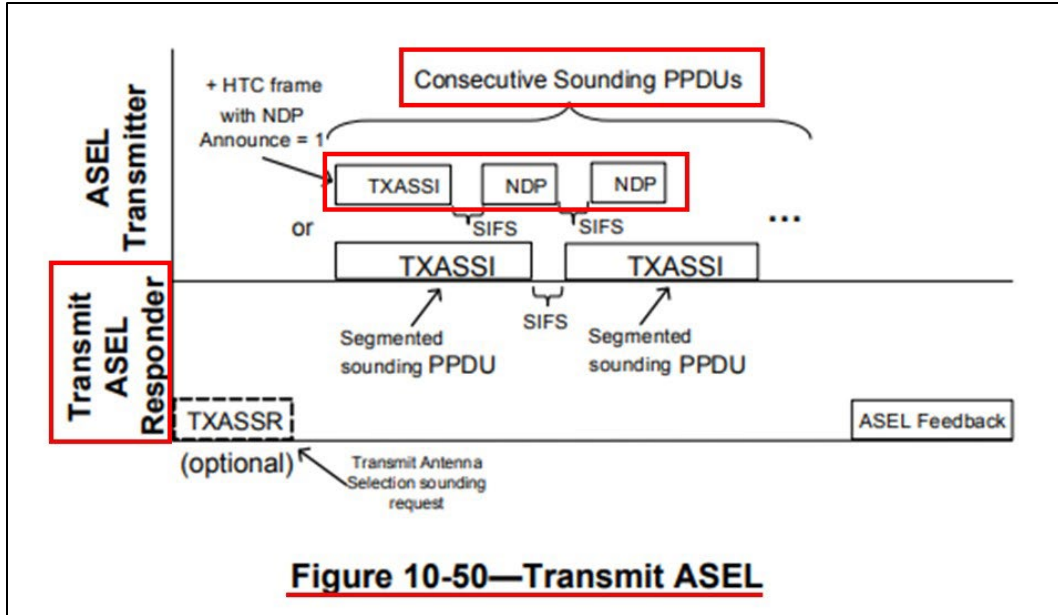 Consecutive Sounding PPDUs
+ HTC frame
with NDP
Announce = 1
ASEL
Transmitter
TXASSI
NDP
NDP
SIFS
SIFS
...
or
TXASSI
TXASSI
SIFS
Segmented
sounding PPDU
Segmented
sounding PPDU
Transmit
ASEL
Responder
TXASSR
(optional)
Transmit Antenna
Selection sounding
request
ASEL Feedback
Figure 10-50—Transmit ASEL